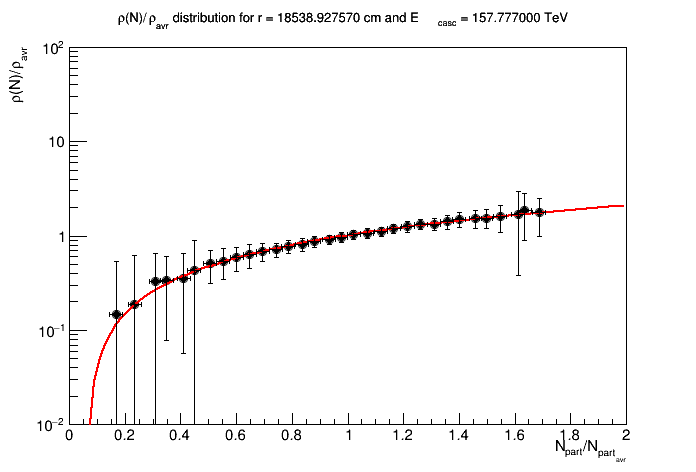 ρ(N)/ρavr distribution for r = 18538.927570 cm and E casc = 157.777000 TeV
ρ(N)/ρavr
10²
10
1
10⁻¹
10⁻²
0 0.2 0.4 0.6 0.8 1 1.2 1.4 1.6 1.8 2
Npart/Npartavr